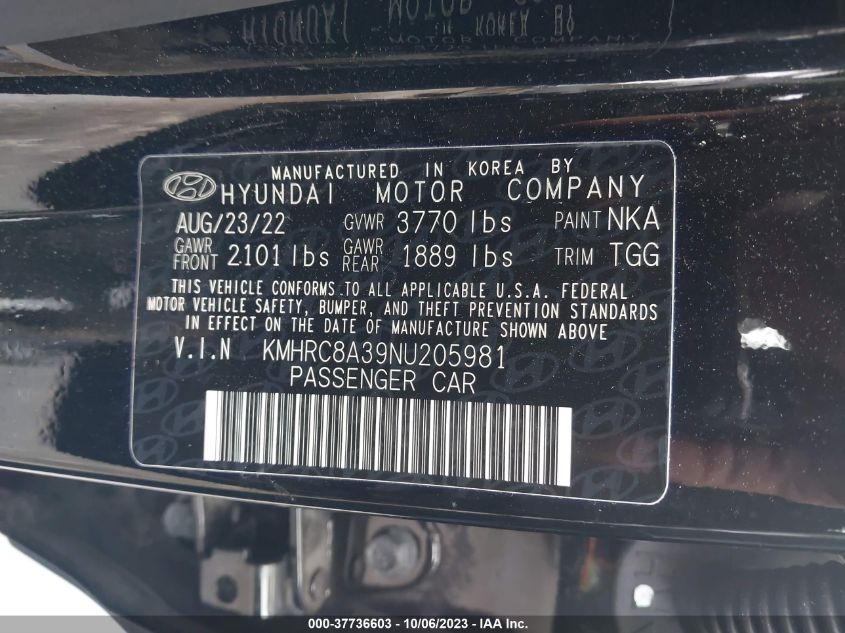 MANUFACTURED IN KOREA BY
HYUNDAI MOTOR COMPANY
AUG/23/22 GVWR 3770 lbs PAINT NKA
GAWR FRONT 2101 lbs GAWR REAR 1889 lbs TRIM TGG
THIS VEHICLE CONFORMS TO ALL APPLICABLE U.S.A. FEDERAL
MOTOR VEHICLE SAFETY, BUMPER, AND THEFT PREVENTION STANDARDS
IN EFFECT ON THE DATE OF MANUFACTURE SHOWN ABOVE
V.I.N KMHRC8A39NU205981
PASSENGER CAR
000-37736603 - 10/06/2023 - IAA Inc.